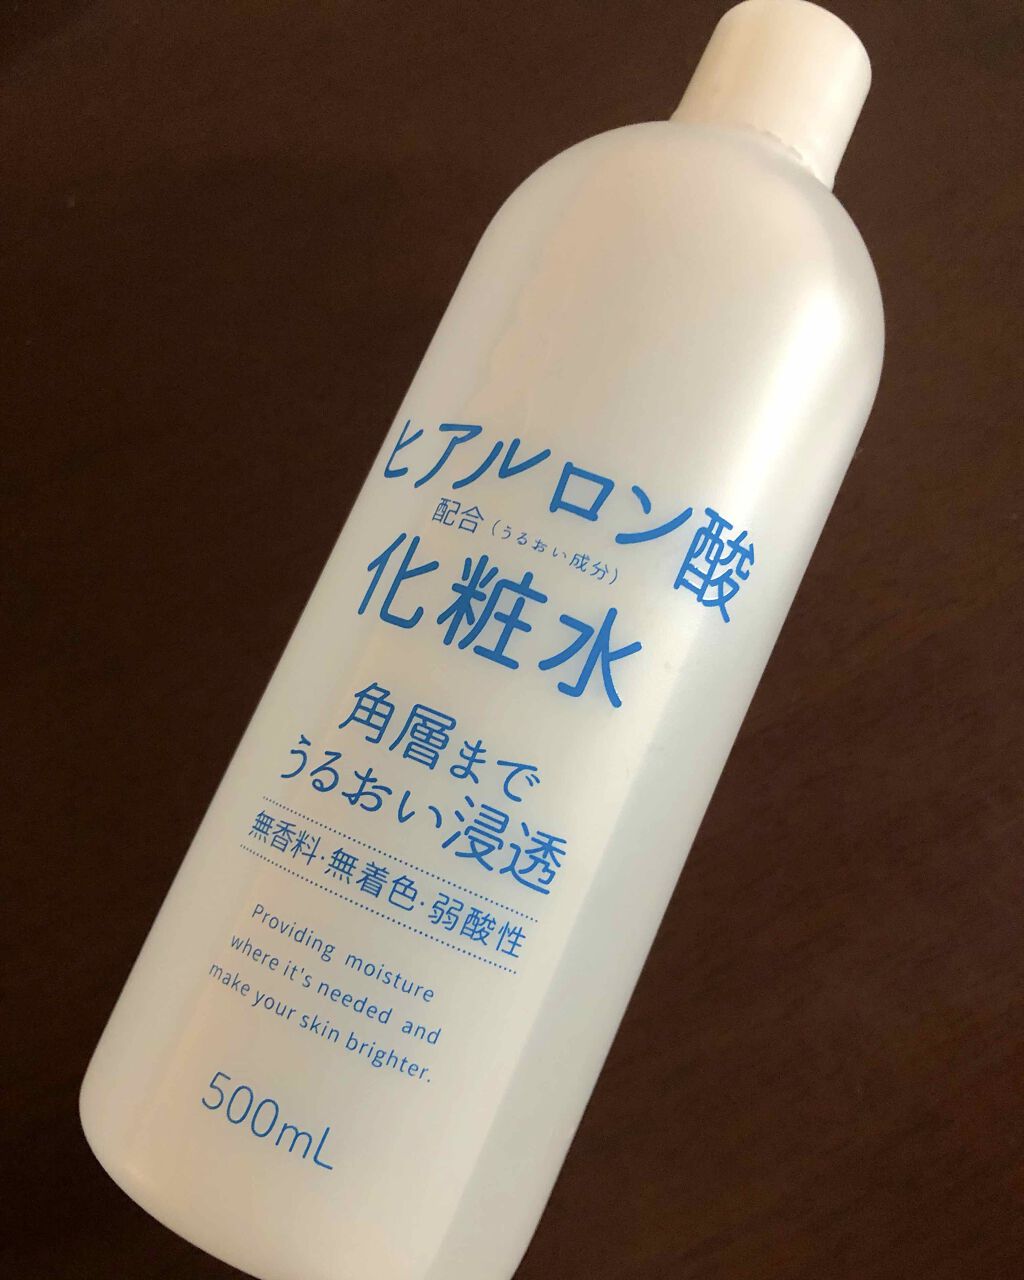 ヒアルロン酸
配合（うるおい成分）
化粧水
角層まで
うるおい浸透
無香料・無着色・弱酸性
Providing moisture
where it's needed and
make your skin brighter.
500mL